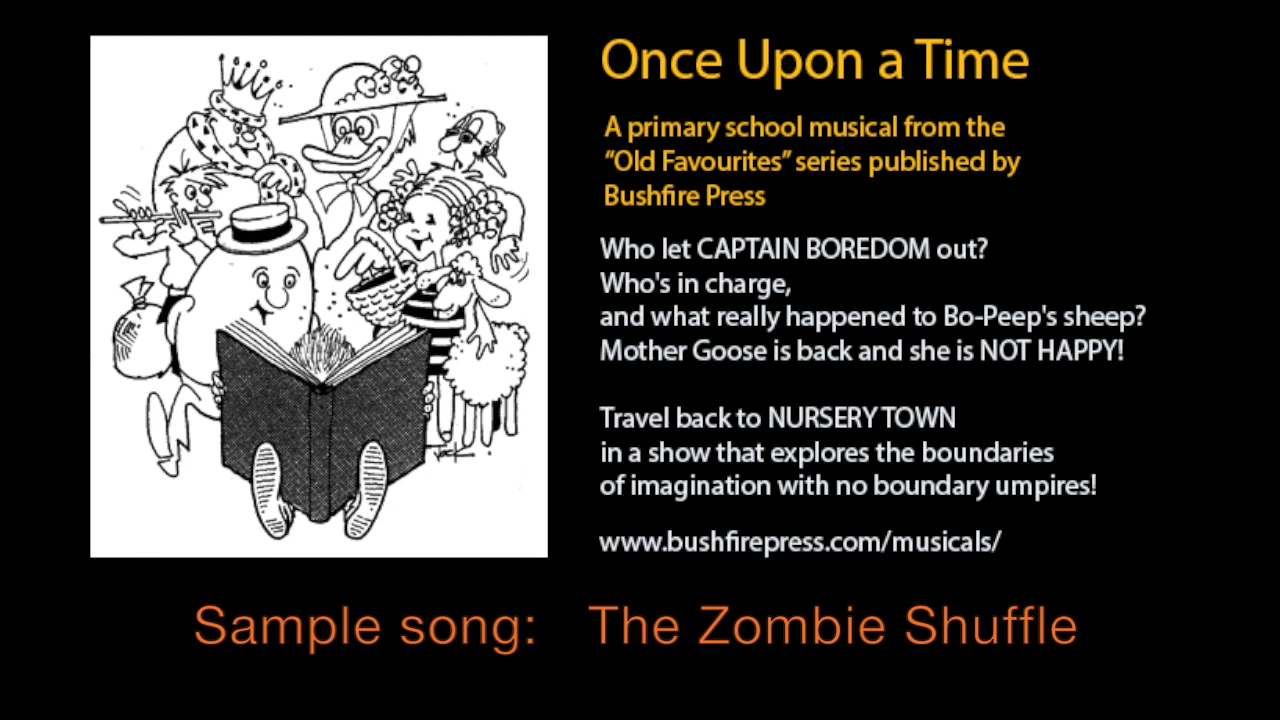 Once Upon a Time
A primary school musical from the
“Old Favourites” series published by
Bushfire Press
Who let CAPTAIN BOREDOM out?
Who's in charge,
and what really happened to Bo-Peep's sheep?
Mother Goose is back and she is NOT HAPPY!
Travel back to NURSERY TOWN
in a show that explores the boundaries
of imagination with no boundary umpires!
www.bushfirepress.com/musicals/
Sample song: The Zombie Shuffle